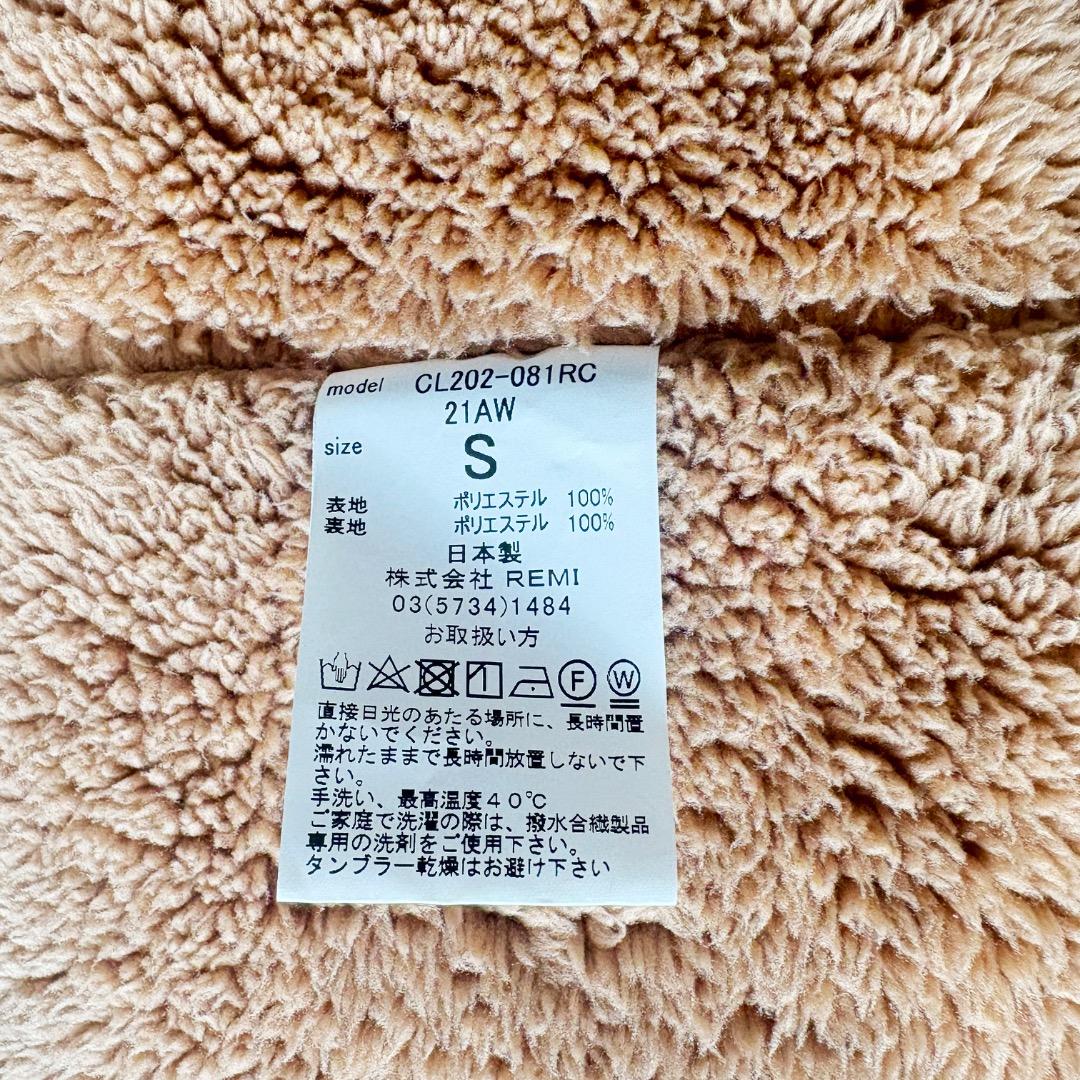 model CL202-081RC
21AW
size S
表地 ポリエステル 100%
裏地 ポリエステル 100%
日本製
株式会社 REMI
03(5734)1484
お取扱い方
F W
直接日光のあたる場所に、長時間置
かないでください。
濡れたままで長時間放置しないで下
さい。
手洗い、最高温度40℃
ご家庭で洗濯の際は、撥水合繊製品
専用の洗剤をご使用下さい。
タンブラー乾燥はお避け下さい